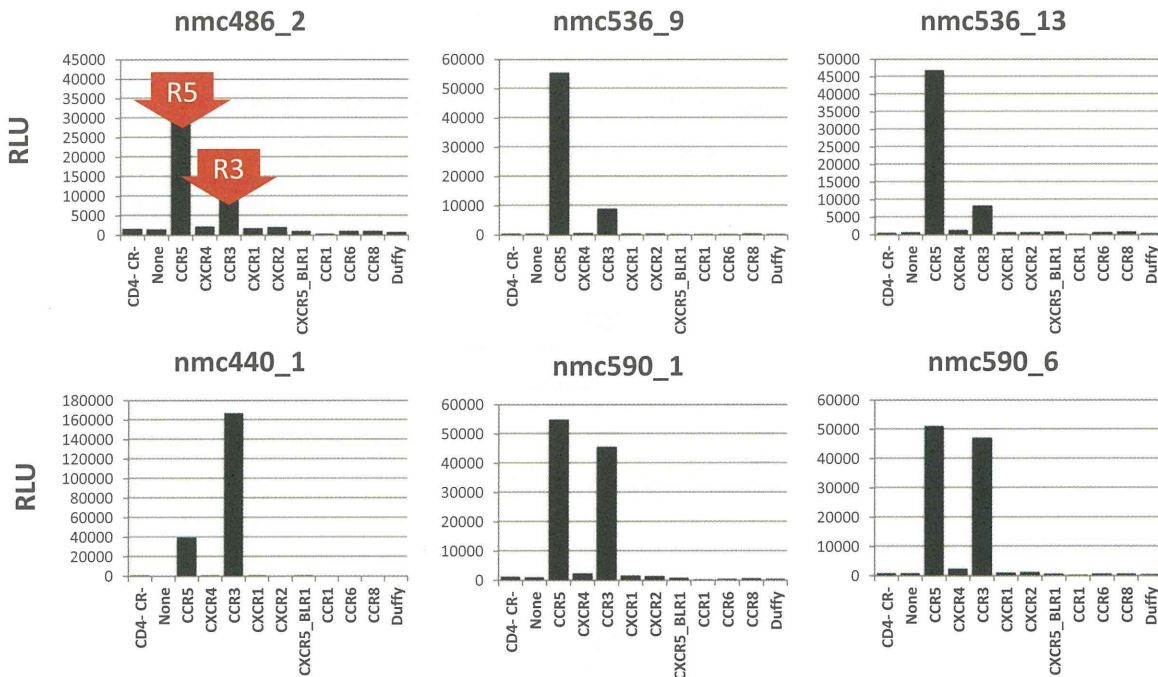 nmc486_2
RLU
45000
40000
35000
30000
25000
20000
15000
10000
5000
0
R5
R3
CD4- CR-
None
CCR5
CXCR4
CCR3
CXCR1
CXCR2
CXCR5_BLR1
CCR1
CCR6
CCR8
Duffy
nmc536_9
60000
50000
40000
30000
20000
10000
0
CD4- CR-
None
CCR5
CXCR4
CCR3
CXCR1
CXCR2
CXCR5_BLR1
CCR1
CCR6
CCR8
Duffy
nmc536_13
50000
45000
40000
35000
30000
25000
20000
15000
10000
5000
0
CD4- CR-
None
CCR5
CXCR4
CCR3
CXCR1
CXCR2
CXCR5_BLR1
CCR1
CCR6
CCR8
Duffy
nmc440_1
RLU
180000
160000
140000
120000
100000
80000
60000
40000
20000
0
CD4- CR-
None
CCR5
CXCR4
CCR3
CXCR1
CXCR2
CXCR5_BLR1
CCR1
CCR6
CCR8
Duffy
nmc590_1
60000
50000
40000
30000
20000
10000
0
CD4- CR-
None
CCR5
CXCR4
CCR3
CXCR1
CXCR2
CXCR5_BLR1
CCR1
CCR6
CCR8
Duffy
nmc590_6
60000
50000
40000
30000
20000
10000
0
CD4- CR-
None
CCR5
CXCR4
CCR3
CXCR1
CXCR2
CXCR5_BLR1
CCR1
CCR6
CCR8
Duffy